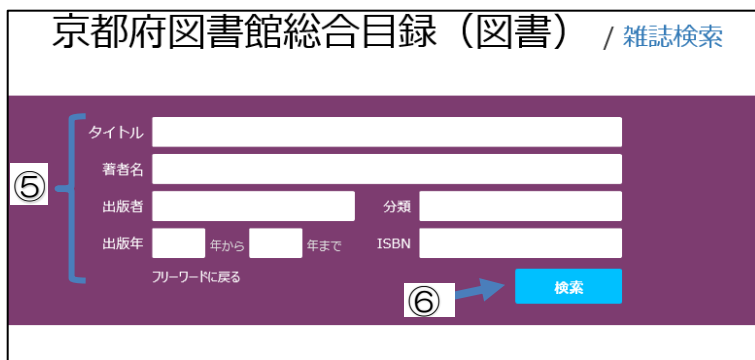 京都府図書館総合目録（図書） / 雑誌検索
タイトル
著者名
⑤
出版者 分類
出版年 年から 年まで ISBN
フリーワードに戻る
⑥ 検索